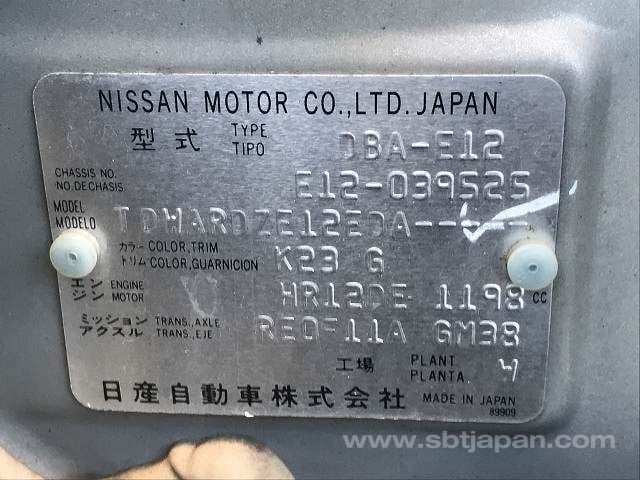 NISSAN MOTOR CO.,LTD. JAPAN
型式 TYPE TIPO DBA-E12
CHASSIS NO. NO.DECHASIS E12-039525
MODEL MODELO TDWARDZE12EDA-----
カラー COLOR,TRIM トリム COLOR,GUARNICION K23 G
エンジン ENGINE MOTOR HR12DE 1198 CC
ミッション TRANS.,AXLE アクスル TRANS.,EJE RE0F11A GM38
工場 PLANT PLANTA
日産自動車株式会社 MADE IN JAPAN
89909
www.sbtjapan.com